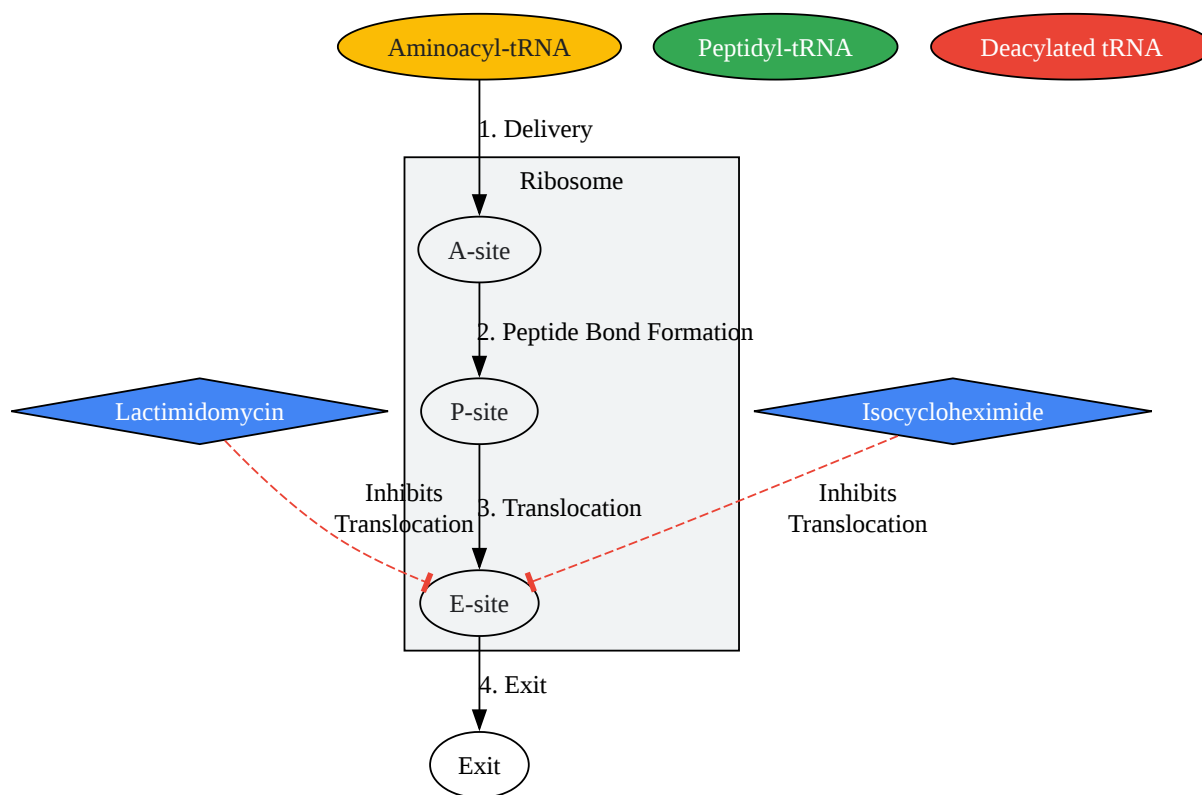 Aminoacyl-tRNA
Peptidyl-tRNA
Deacylated tRNA
1. Delivery
Ribosome
A-site
2. Peptide Bond Formation
Lactimidomycin
P-site
Isocycloheximide
Inhibits
Translocation
3. Translocation
Inhibits
Translocation
E-site
4. Exit
Exit